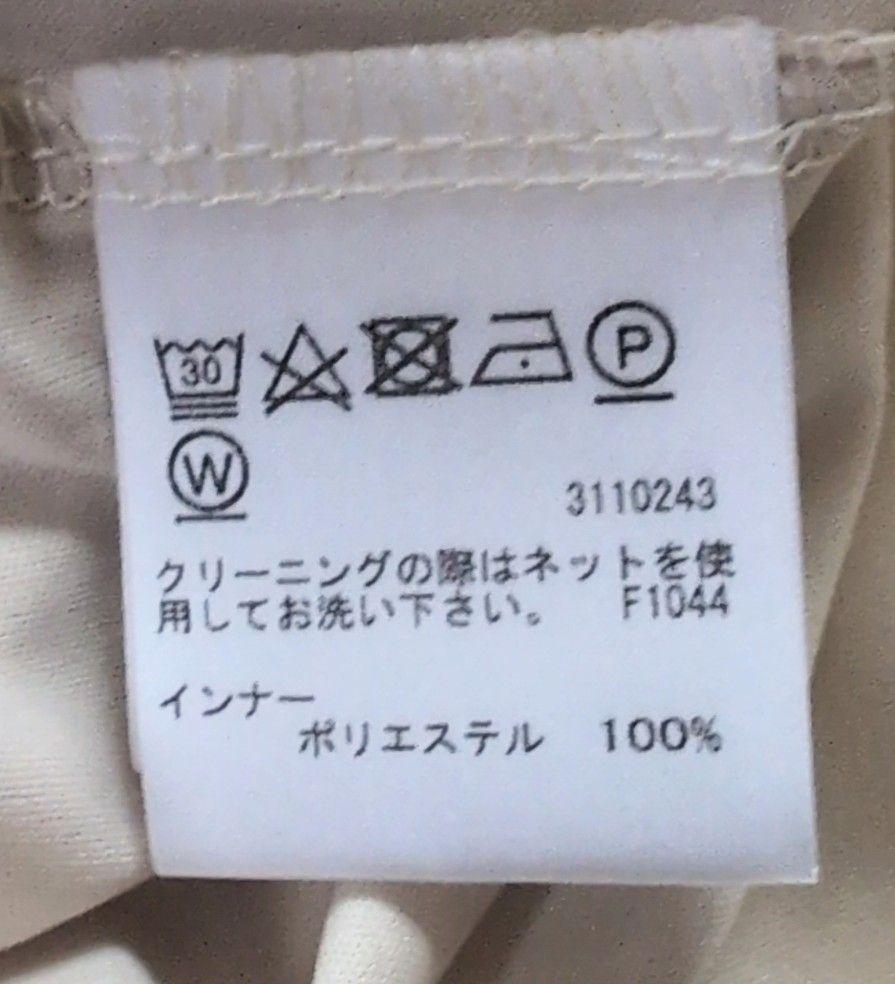 30
P
W
3110243
クリーニングの際はネットを使
用してお洗い下さい。 F1044
インナー
ポリエステル 100%